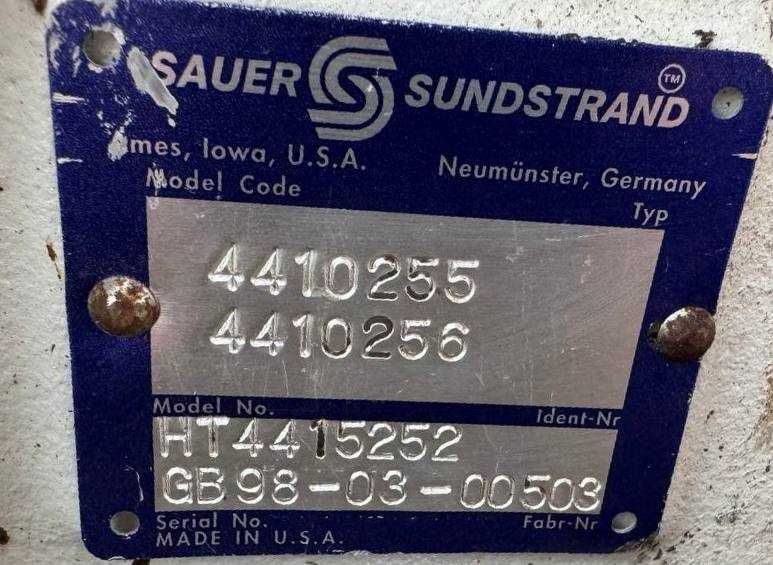 SAUER SUNDSTRAND TM
Ames, Iowa, U.S.A. Neumünster, Germany
Model Code Typ
4410255
4410256
Model No. Ident-Nr
HT4415252
GB98-03-00503
Serial No. Fabr-Nr
MADE IN U.S.A.